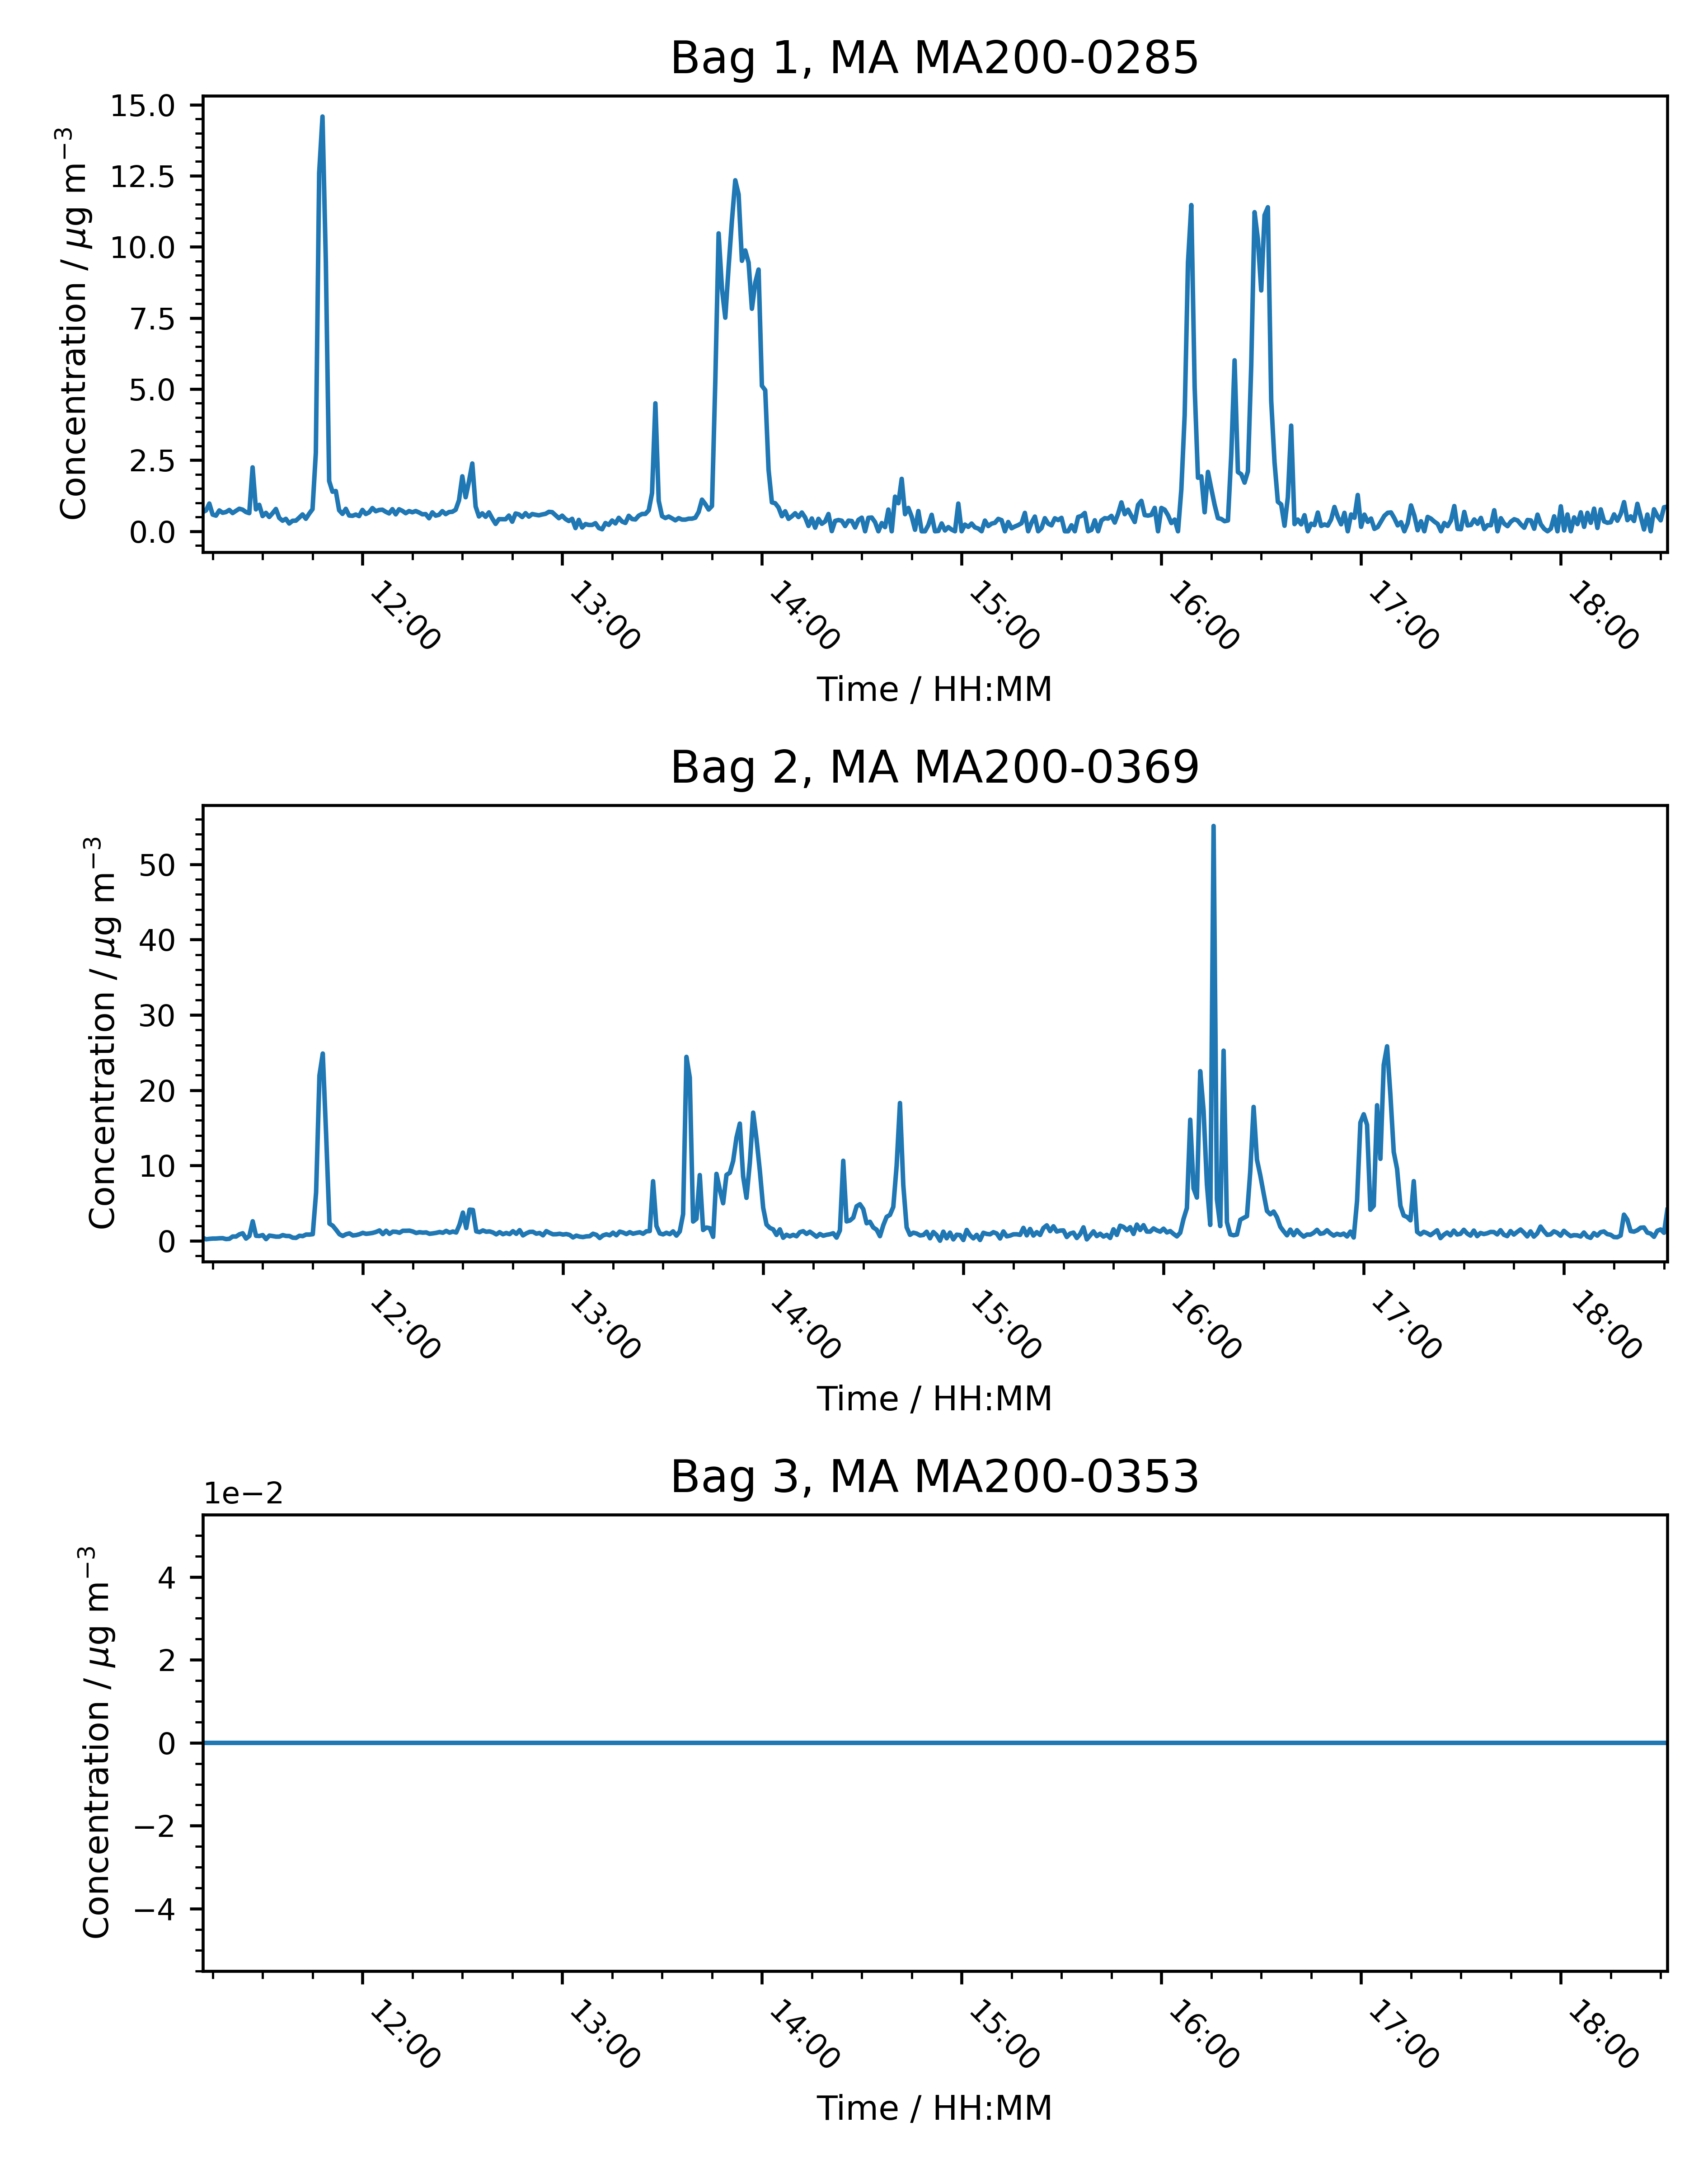 Bag 1, MA MA200-0285
15.0
12.5
10.0
7.5
5.0
2.5
0.0
Concentration / μg m⁻³
12:00 13:00 14:00 15:00 16:00 17:00 18:00
Time / HH:MM
Bag 2, MA MA200-0369
50
40
30
20
10
0
Concentration / μg m⁻³
12:00 13:00 14:00 15:00 16:00 17:00 18:00
Time / HH:MM
Bag 3, MA MA200-0353
1e−2
4
2
0
−2
−4
Concentration / μg m⁻³
12:00 13:00 14:00 15:00 16:00 17:00 18:00
Time / HH:MM